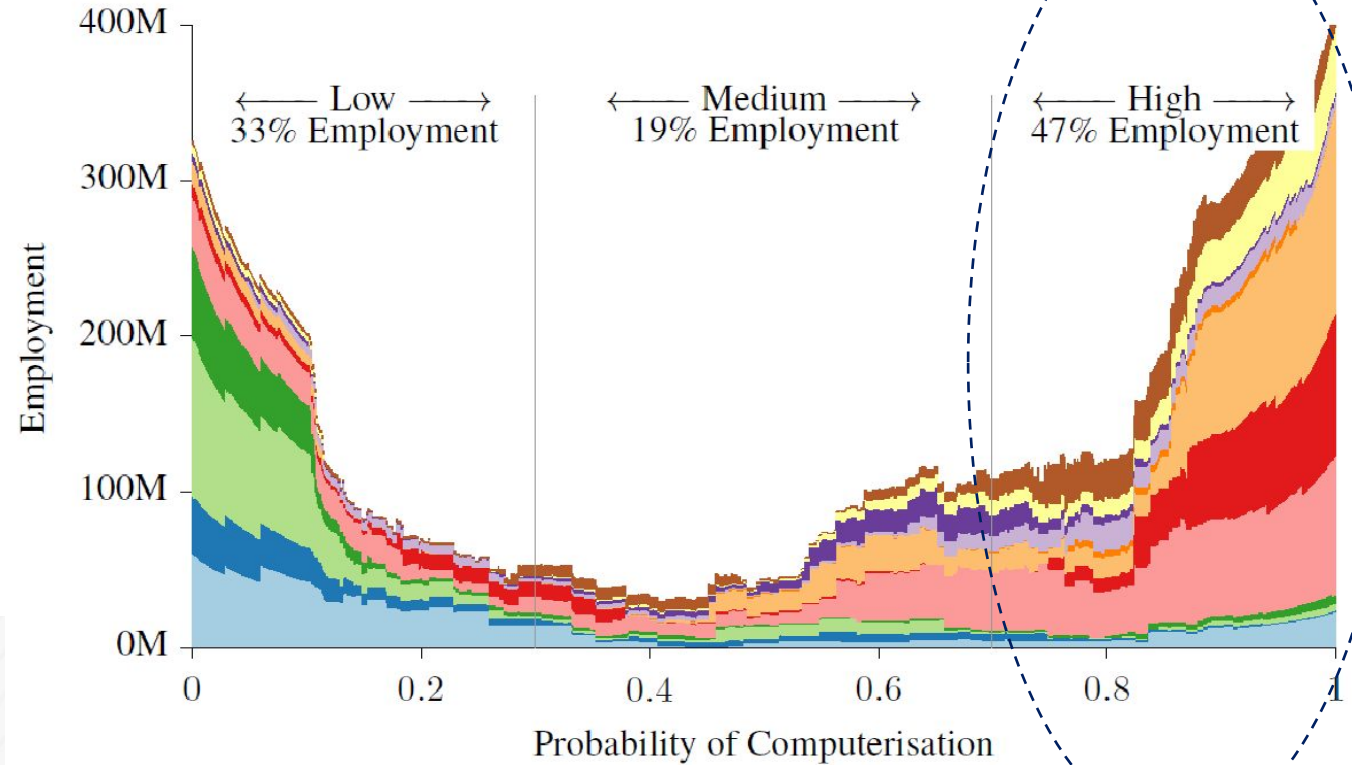 400M
←— Low —→
33% Employment
←— Medium —→
19% Employment
←— High —→
47% Employment
300M
200M
100M
0M
Employment
0
0.2
0.4
0.6
0.8
1
Probability of Computerisation